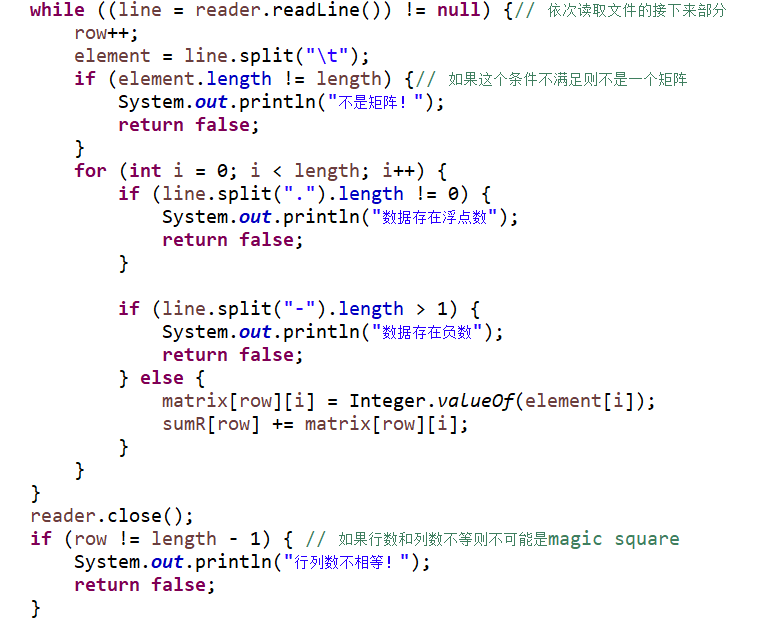 while ((line = reader.readLine()) != null) {// 依次读取文件的接下来部分
row++;
element = line.split("\t");
if (element.length != length) {// 如果这个条件不满足则不是一个矩阵
System.out.println("不是矩阵！");
return false;
}
for (int i = 0; i < length; i++) {
if (line.split(".").length != 0) {
System.out.println("数据存在浮点数");
return false;
}
if (line.split("-").length > 1) {
System.out.println("数据存在负数");
return false;
} else {
matrix[row][i] = Integer.valueOf(element[i]);
sumR[row] += matrix[row][i];
}
}
}
reader.close();
if (row != length - 1) { // 如果行数和列数不等则不可能是magic square
System.out.println("行列数不相等！");
return false;
}